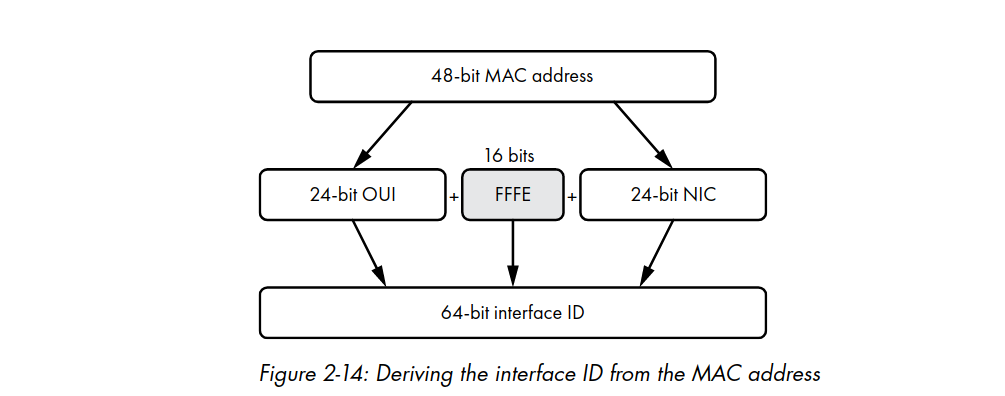 48-bit MAC address
16 bits
24-bit OUI + FFFE + 24-bit NIC
64-bit interface ID
Figure 2-14: Deriving the interface ID from the MAC address